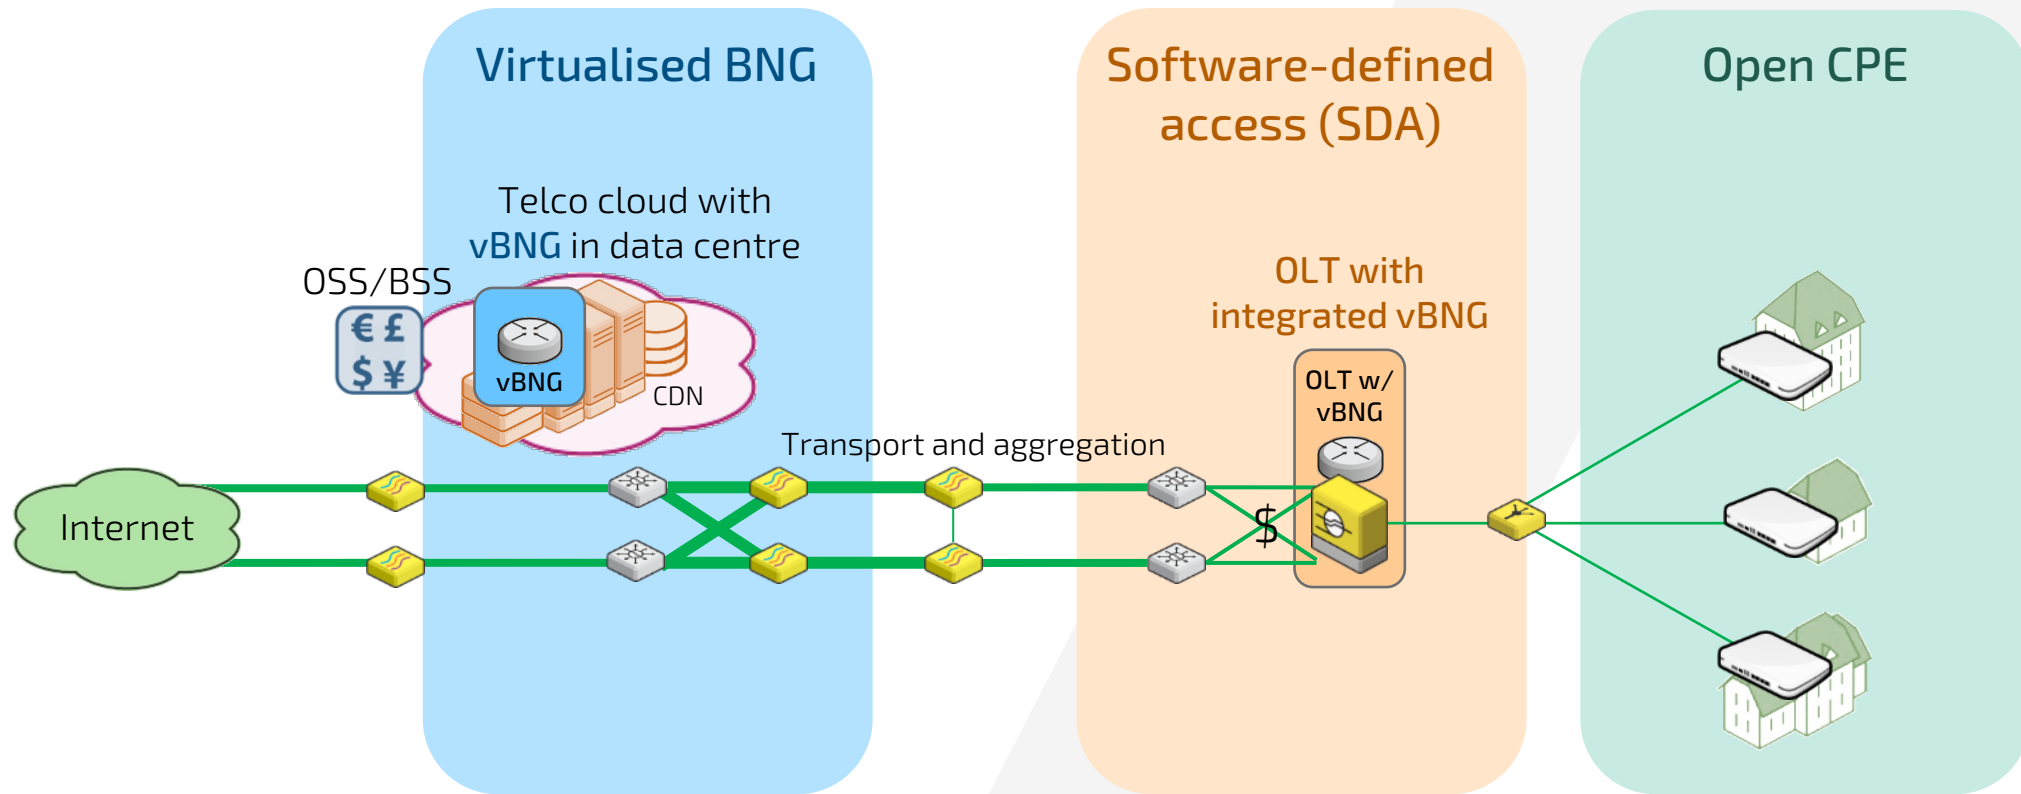 Virtualised BNG
Software-defined
access (SDA)
Open CPE
Telco cloud with
vBNG in data centre
OSS/BSS
€ £
$ ¥
vBNG
CDN
OLT with
integrated vBNG
OLT w/
vBNG
Transport and aggregation
Internet
$